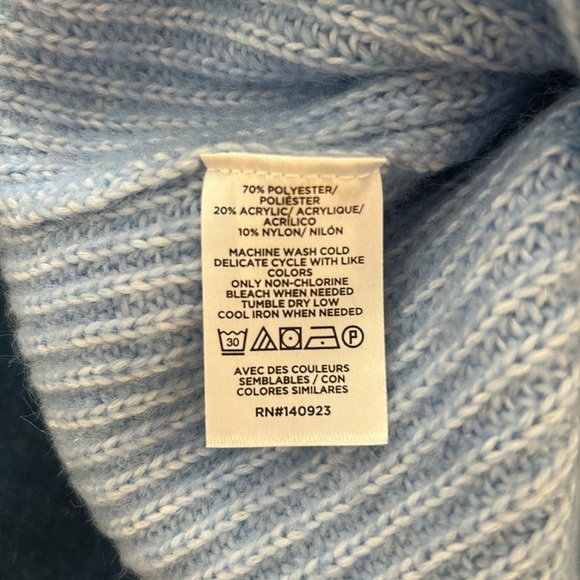 70% POLYESTER/
POLIÉSTER
20% ACRYLIC/ ACRYLIQUE/
ACRÍLICO
10% NYLON/ NILÓN
MACHINE WASH COLD
DELICATE CYCLE WITH LIKE
COLORS
ONLY NON-CHLORINE
BLEACH WHEN NEEDED
TUMBLE DRY LOW
COOL IRON WHEN NEEDED
30 P
AVEC DES COULEURS
SEMBLABLES / CON
COLORES SIMILARES
RN#140923